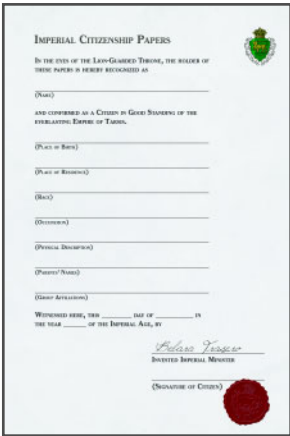 IMPERIAL CITIZENSHIP PAPERS
IN THE EYES OF THE LION-GUARDED THRONE, THE HOLDER OF
THESE PAPERS IS HEREBY RECOGNIZED AS
(NAME)
AND CONFIRMED AS A CITIZEN IN GOOD STANDING OF THE
EVERLASTING EMPIRE OF TALDOR.
(PLACE OF BIRTH)
(PLACE OF RESIDENCE)
(RACE)
(OCCUPATION)
(PHYSICAL DESCRIPTION)
(PARENTS' NAMES)
(GROUP AFFILIATIONS)
WITNESSED HERE, THIS ________ DAY OF __________ IN
THE YEAR ______ OF THE IMPERIAL AGE, BY
INVESTED IMPERIAL MINISTER
(SIGNATURE OF CITIZEN)